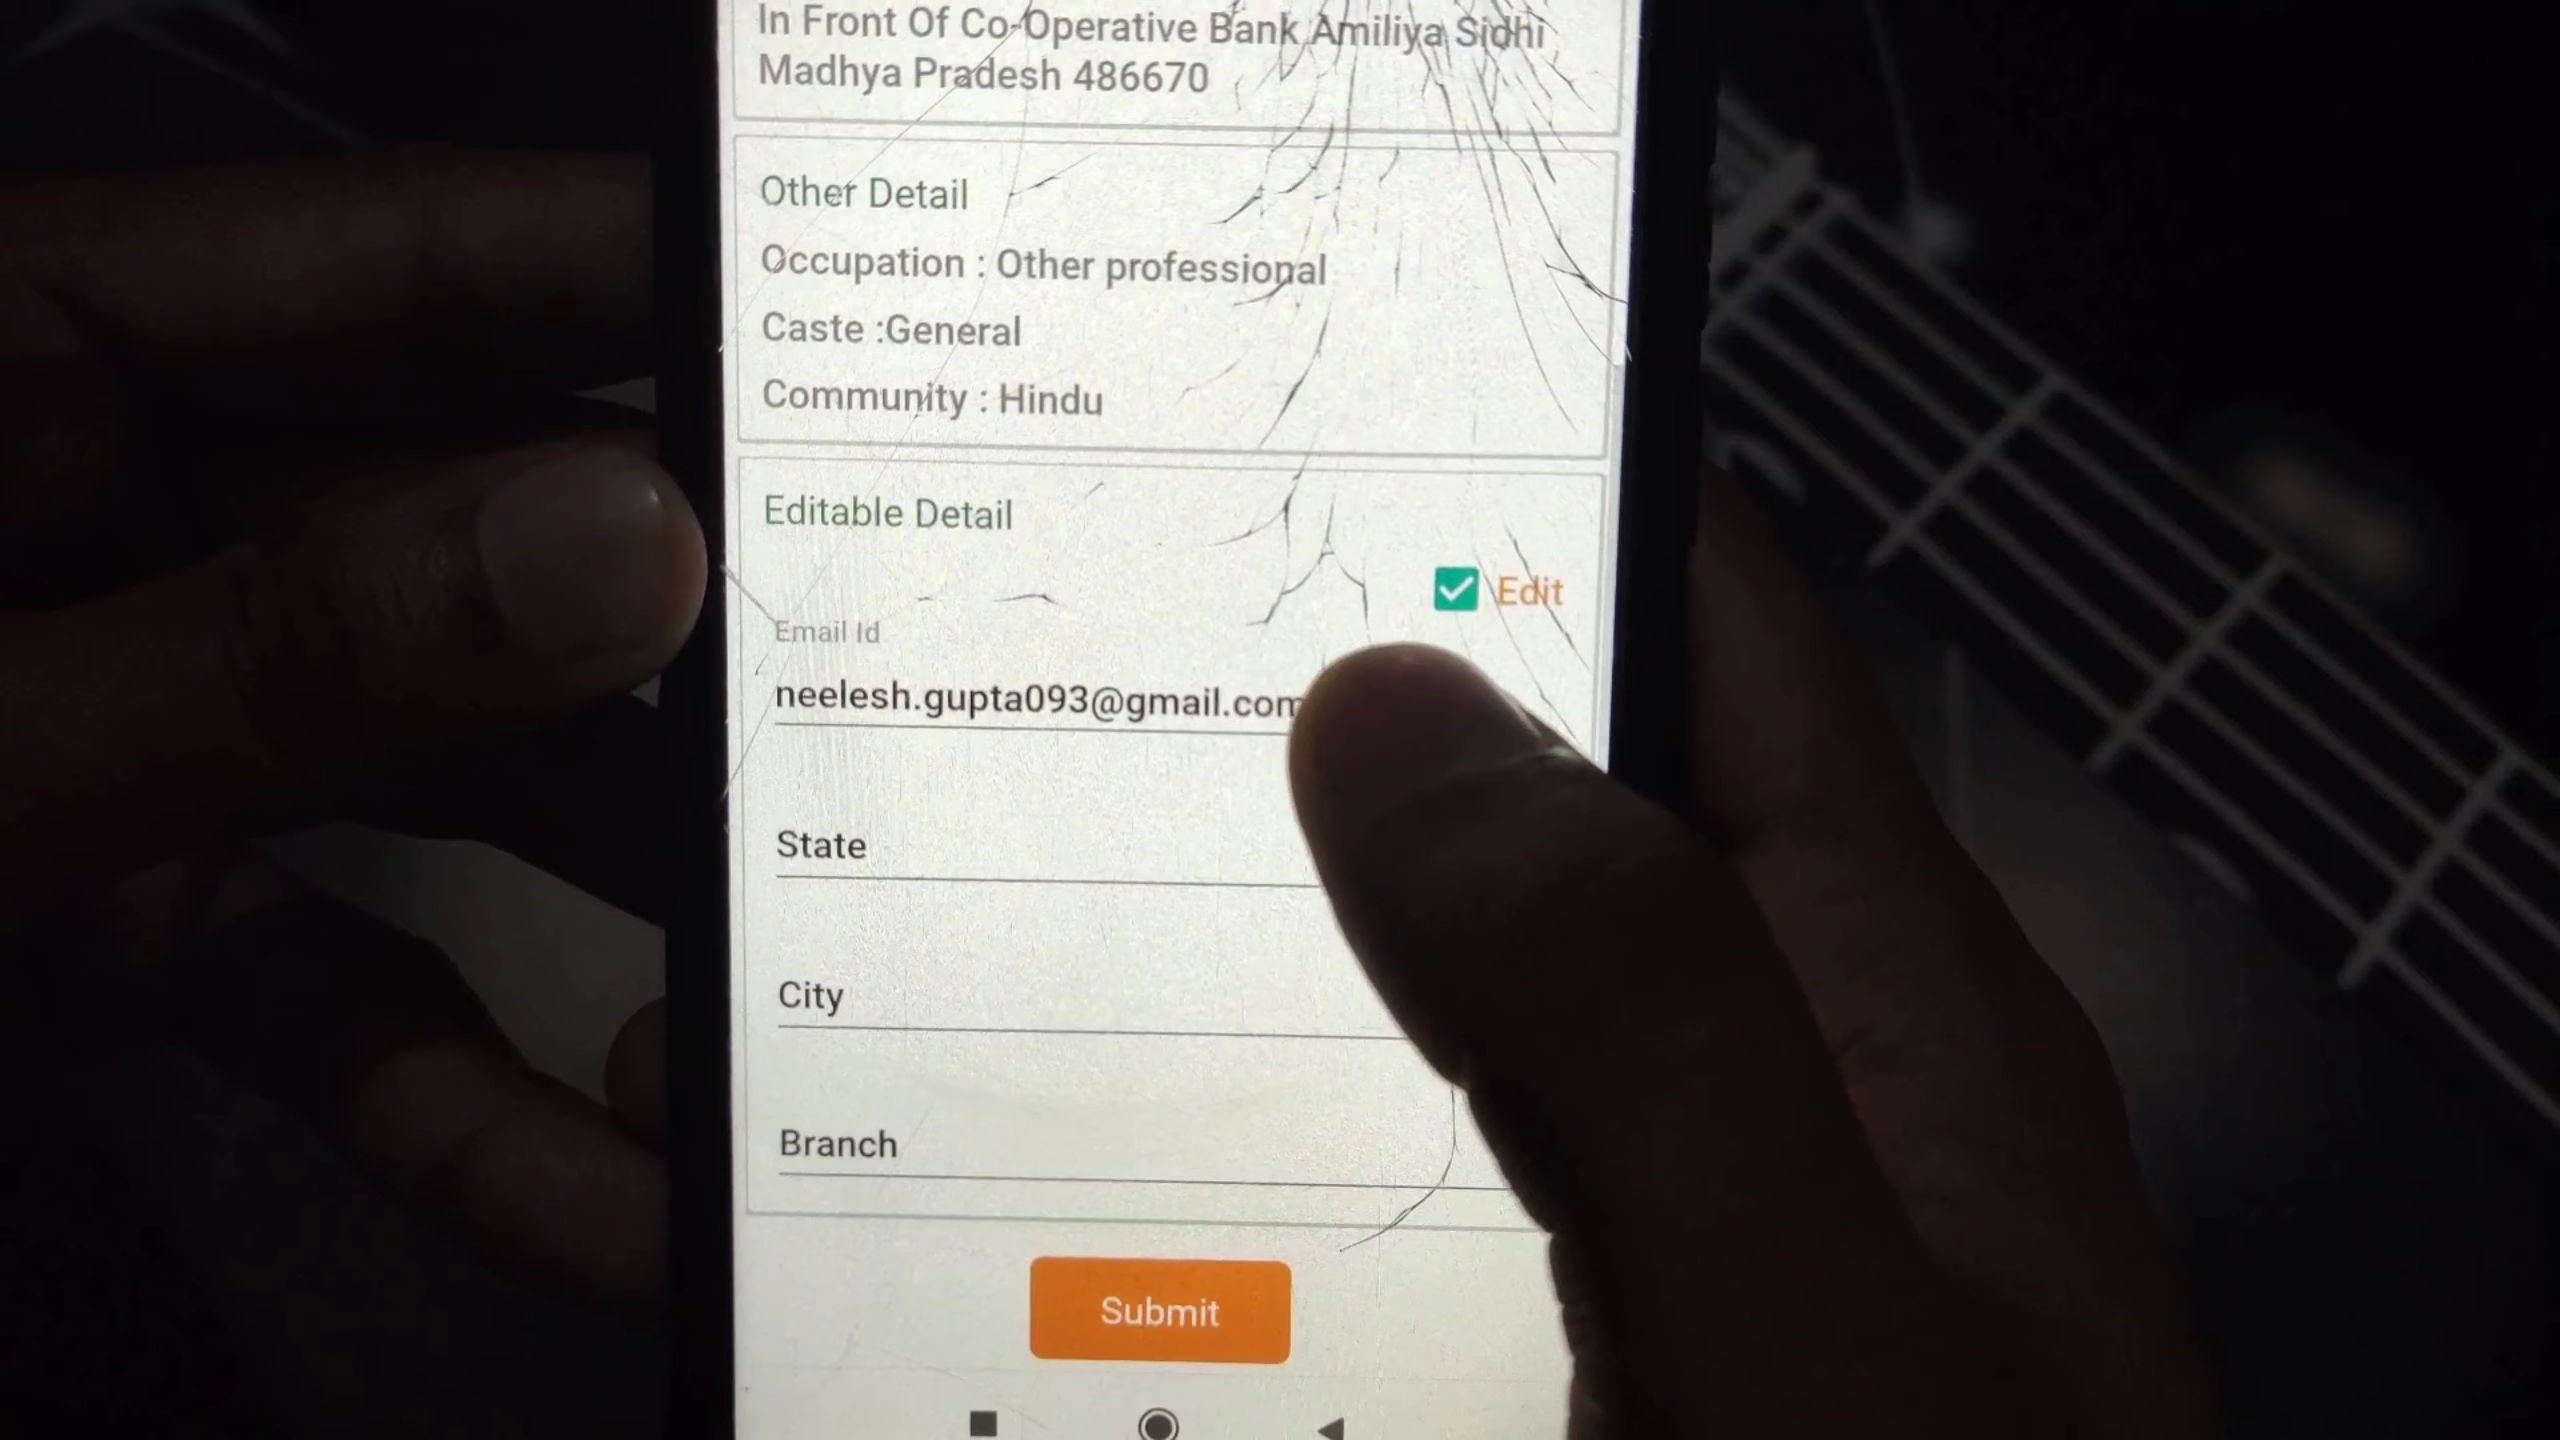 In Front Of Co-Operative Bank Amiliya Sidhi
Madhya Pradesh 486670
Other Detail
Occupation : Other professional
Caste :General
Community : Hindu
Editable Detail
Edit
Email Id
neelesh.gupta093@gmail.com
State
City
Branch
Submit